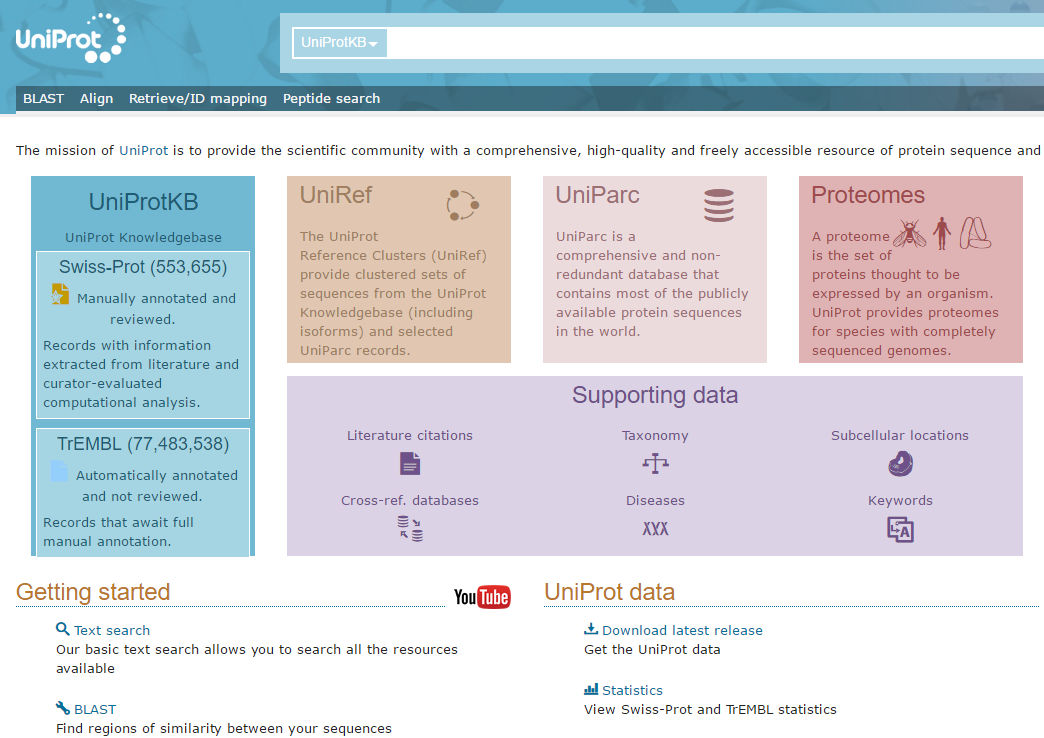 UniProt
UniProtKB
BLAST Align Retrieve/ID mapping Peptide search
The mission of UniProt is to provide the scientific community with a comprehensive, high-quality and freely accessible resource of protein sequence and
UniProtKB
UniProt Knowledgebase
Swiss-Prot (553,655)
Manually annotated and
reviewed.
Records with information
extracted from literature and
curator-evaluated
computational analysis.
TrEMBL (77,483,538)
Automatically annotated
and not reviewed.
Records that await full
manual annotation.
UniRef
The UniProt
Reference Clusters (UniRef)
provide clustered sets of
sequences from the UniProt
Knowledgebase (including
isoforms) and selected
UniParc records.
UniParc
UniParc is a
comprehensive and non-
redundant database that
contains most of the publicly
available protein sequences
in the world.
Proteomes
A proteome
is the set of
proteins thought to be
expressed by an organism.
UniProt provides proteomes
for species with completely
sequenced genomes.
Supporting data
Literature citations
Taxonomy
Subcellular locations
Cross-ref. databases
Diseases
Keywords
A
Getting started
YouTube
Text search
Our basic text search allows you to search all the resources
available
BLAST
Find regions of similarity between your sequences
UniProt data
Download latest release
Get the UniProt data
Statistics
View Swiss-Prot and TrEMBL statistics